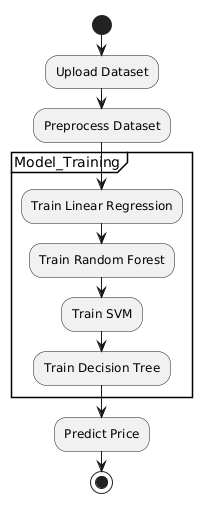 Upload Dataset
Preprocess Dataset
Model_Training
Train Linear Regression
Train Random Forest
Train SVM
Train Decision Tree
Predict Price